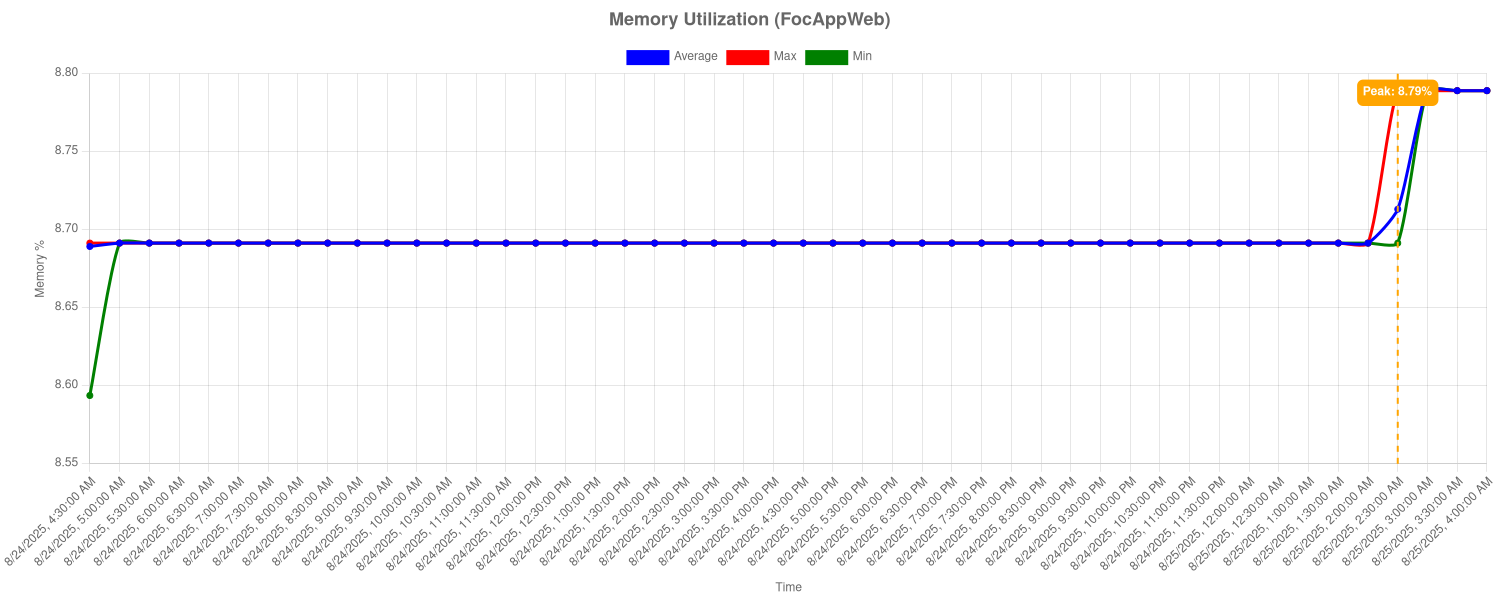 Memory Utilization (FocAppWeb)
Average Max Min
8.80
8.75
8.70
8.65
8.60
8.55
Memory %
Peak: 8.79%
8/24/2025, 4:30:00 AM
8/24/2025, 5:00:00 AM
8/24/2025, 5:30:00 AM
8/24/2025, 6:00:00 AM
8/24/2025, 6:30:00 AM
8/24/2025, 7:00:00 AM
8/24/2025, 7:30:00 AM
8/24/2025, 8:00:00 AM
8/24/2025, 8:30:00 AM
8/24/2025, 9:00:00 AM
8/24/2025, 9:30:00 AM
8/24/2025, 10:00:00 AM
8/24/2025, 10:30:00 AM
8/24/2025, 11:00:00 AM
8/24/2025, 11:30:00 AM
8/24/2025, 12:00:00 PM
8/24/2025, 12:30:00 PM
8/24/2025, 1:00:00 PM
8/24/2025, 1:30:00 PM
8/24/2025, 2:00:00 PM
8/24/2025, 2:30:00 PM
8/24/2025, 3:00:00 PM
8/24/2025, 3:30:00 PM
8/24/2025, 4:00:00 PM
8/24/2025, 4:30:00 PM
8/24/2025, 5:00:00 PM
8/24/2025, 5:30:00 PM
8/24/2025, 6:00:00 PM
8/24/2025, 6:30:00 PM
8/24/2025, 7:00:00 PM
8/24/2025, 7:30:00 PM
8/24/2025, 8:00:00 PM
8/24/2025, 8:30:00 PM
8/24/2025, 9:00:00 PM
8/24/2025, 9:30:00 PM
8/24/2025, 10:00:00 PM
8/24/2025, 10:30:00 PM
8/24/2025, 11:00:00 PM
8/24/2025, 11:30:00 PM
8/25/2025, 12:00:00 AM
8/25/2025, 12:30:00 AM
8/25/2025, 1:00:00 AM
8/25/2025, 1:30:00 AM
8/25/2025, 2:00:00 AM
8/25/2025, 2:30:00 AM
8/25/2025, 3:00:00 AM
8/25/2025, 3:30:00 AM
8/25/2025, 4:00:00 AM
Time